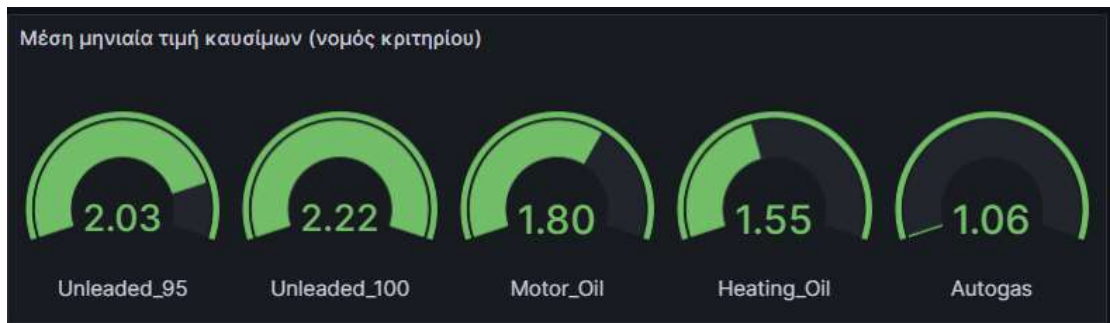 Μέση μηνιαία τιμή καυσίμων (νομός κριτηρίου)
2.03 2.22 1.80 1.55 1.06
Unleaded_95 Unleaded_100 Motor_Oil Heating_Oil Autogas